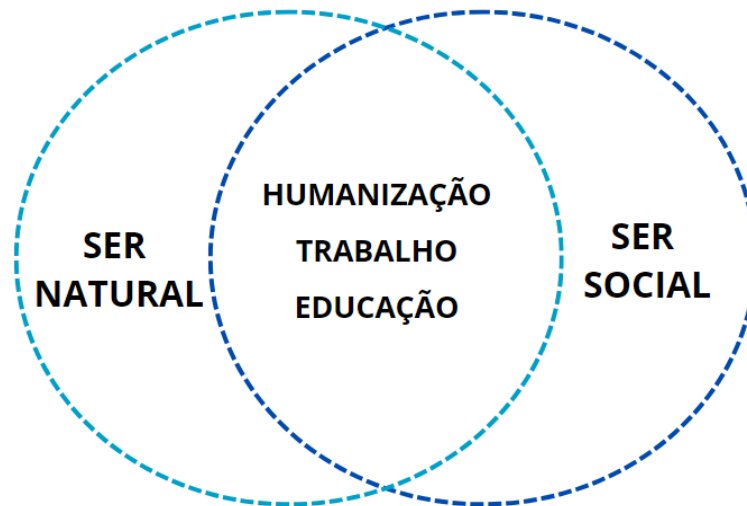 SER
NATURAL
HUMANIZAÇÃO
TRABALHO
EDUCAÇÃO
SER
SOCIAL